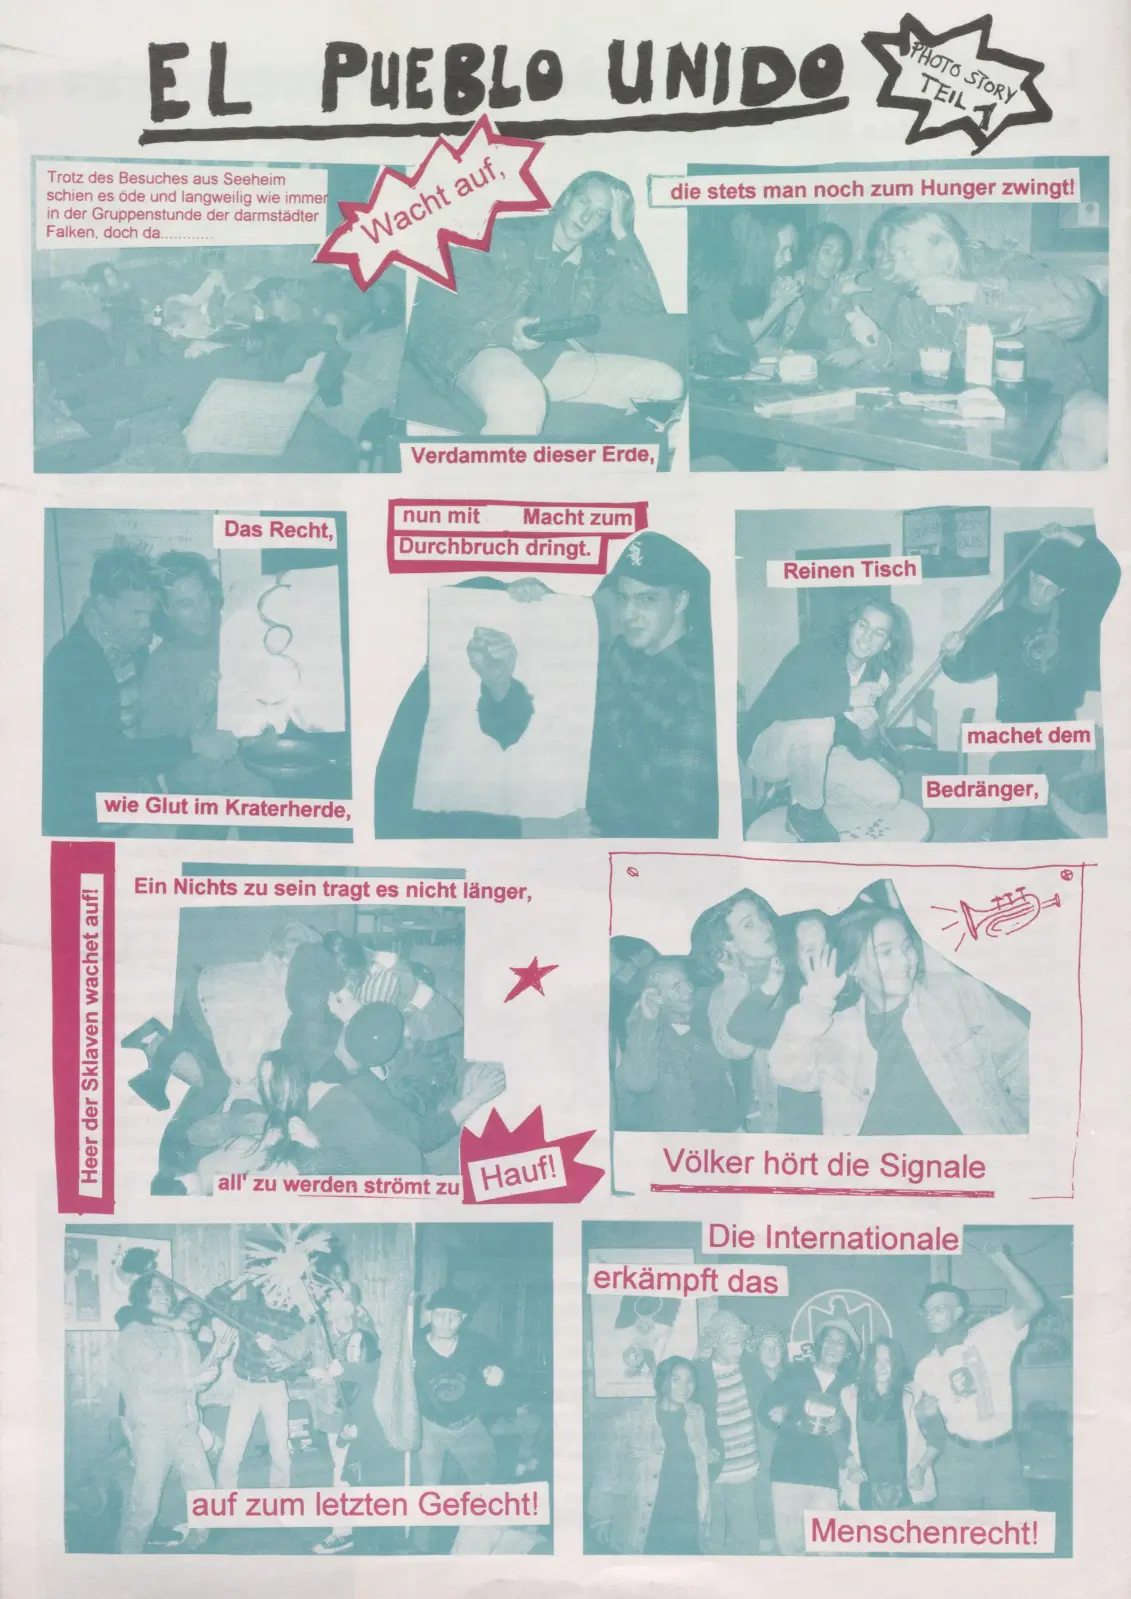 EL PUEBLO UNIDO
PHOTO STORY
TEIL 1
Trotz des Besuches aus Seeheim
schien es öde und langweilig wie immer
in der Gruppenstunde der darmstädter
Falken, doch da............
Wacht auf,
Verdammte dieser Erde,
die stets man noch zum Hunger zwingt!
Das Recht,
wie Glut im Kraterherde,
nun mit Macht zum
Durchbruch dringt.
Reinen Tisch
machet dem
Bedränger,
Heer der Sklaven wachet auf!
Ein Nichts zu sein tragt es nicht länger,
all' zu werden strömt zu
Hauf!
Völker hört die Signale
auf zum letzten Gefecht!
Die Internationale
erkämpft das
Menschenrecht!